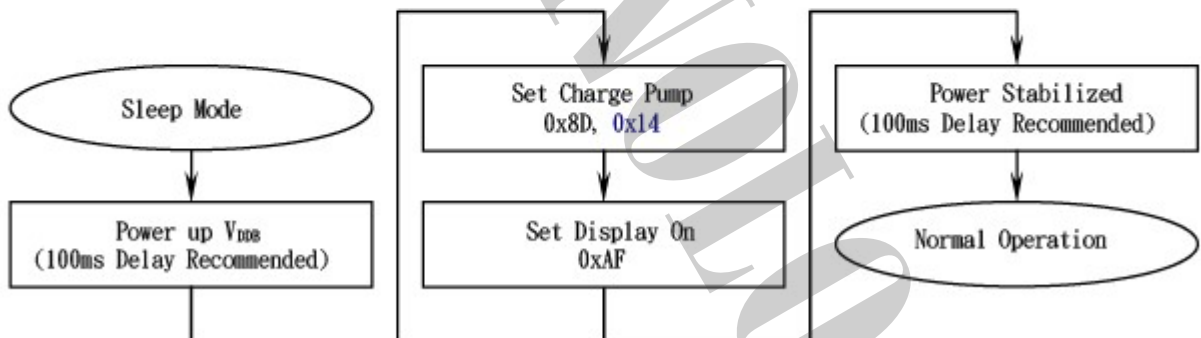 Sleep Mode
Power up VDDB
(100ms Delay Recommended)
Set Charge Pump
0x8D, 0x14
Set Display On
0xAF
Power Stabilized
(100ms Delay Recommended)
Normal Operation